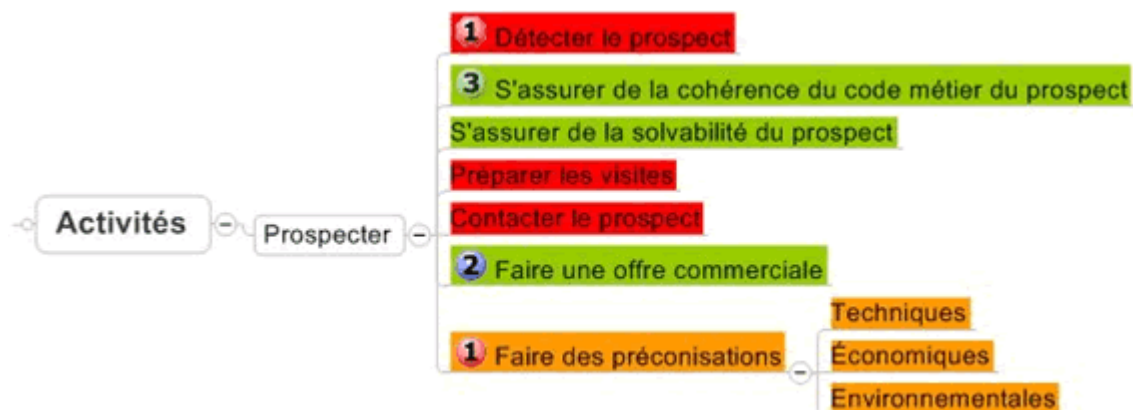 1 Détecter le prospect
3 S'assurer de la cohérence du code métier du prospect
S'assurer de la solvabilité du prospect
Préparer les visites
Activités
Prospecter
Contacter le prospect
2 Faire une offre commerciale
1 Faire des préconisations
Techniques
Économiques
Environnementales